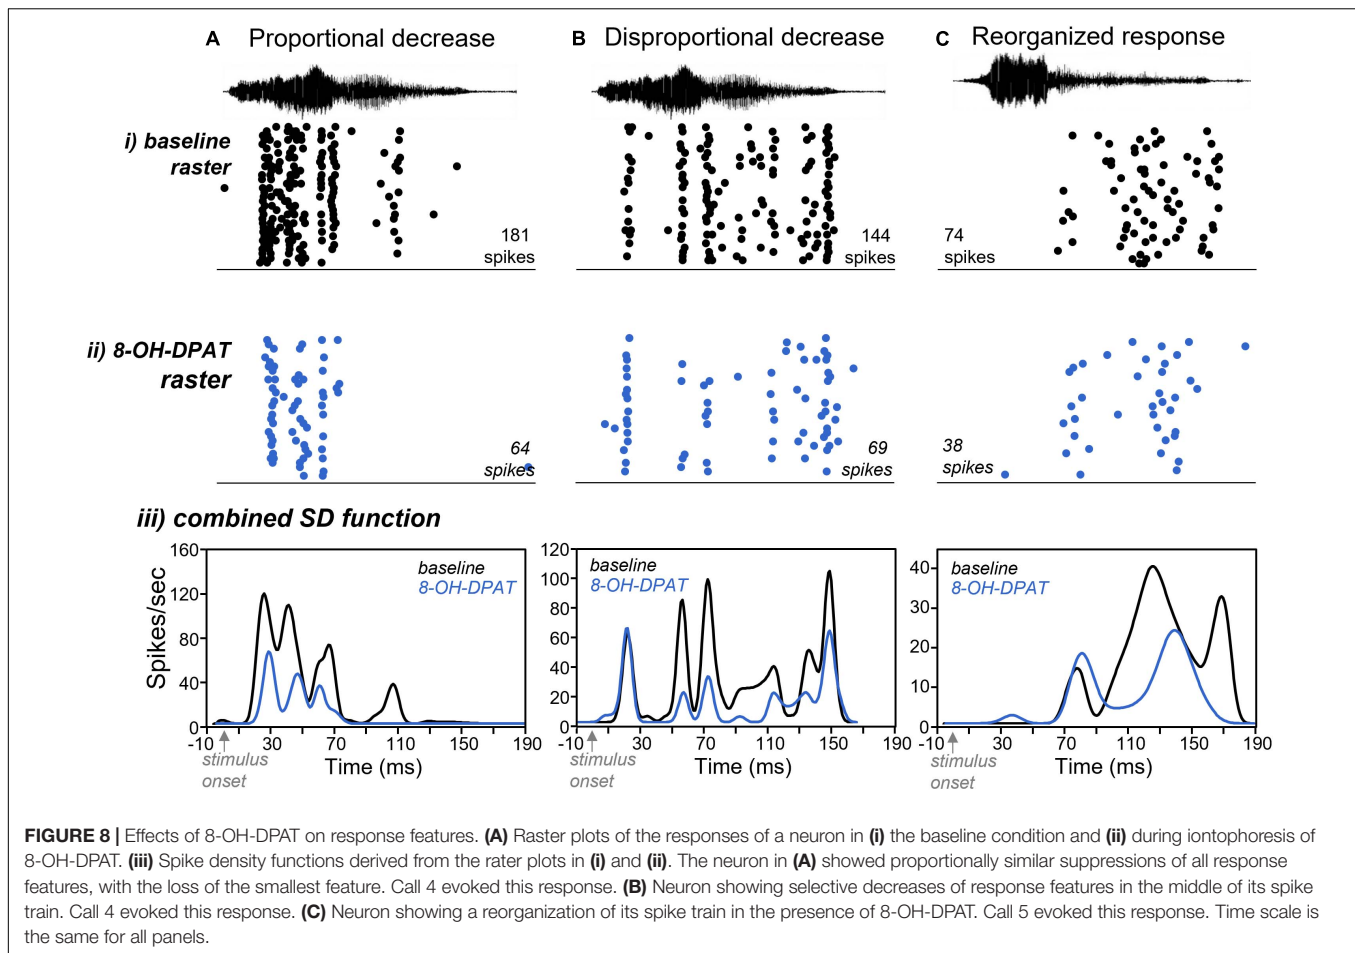 A Proportional decrease
B Disproportional decrease
C Reorganized response
i) baseline
raster
181
spikes
144
spikes
74
spikes
ii) 8-OH-DPAT
raster
64
spikes
69
spikes
38
spikes
iii) combined SD function
160
120
80
40
0
Spikes/sec
baseline
8-OH-DPAT
-10 30 70 110 150 190
stimulus
onset
Time (ms)
120
100
80
60
40
20
0
baseline
8-OH-DPAT
-10 30 70 110 150 190
stimulus
onset
Time (ms)
40
30
20
10
0
baseline
8-OH-DPAT
-10 70 110 150 190
stimulus
onset
Time (ms)
FIGURE 8 | Effects of 8-OH-DPAT on response features. (A) Raster plots of the responses of a neuron in (i) the baseline condition and (ii) during iontophoresis of
8-OH-DPAT. (iii) Spike density functions derived from the rater plots in (i) and (ii). The neuron in (A) showed proportionally similar suppressions of all response
features, with the loss of the smallest feature. Call 4 evoked this response. (B) Neuron showing selective decreases of response features in the middle of its spike
train. Call 4 evoked this response. (C) Neuron showing a reorganization of its spike train in the presence of 8-OH-DPAT. Call 5 evoked this response. Time scale is
the same for all panels.